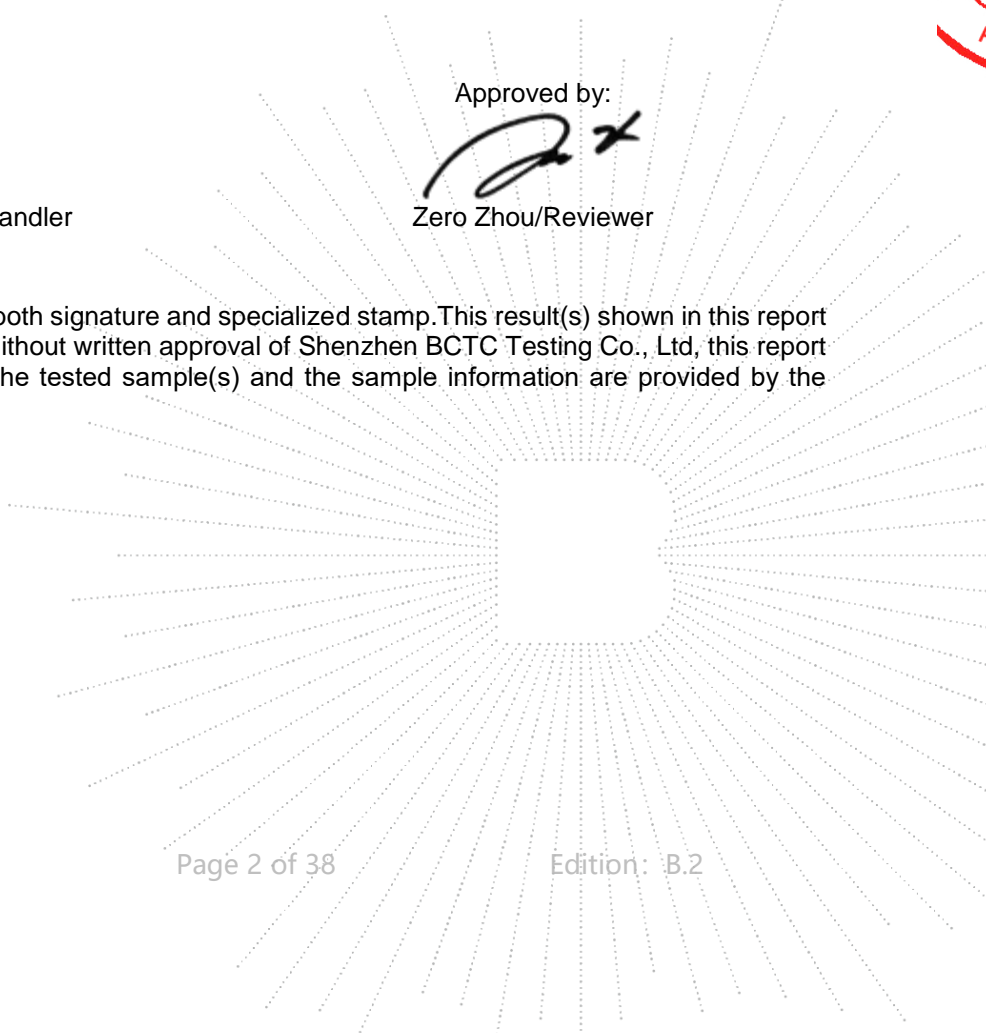 Approved by:
andler
Zero Zhou/Reviewer
ooth signature and specialized stamp.This result(s) shown in this report
ithout written approval of Shenzhen BCTC Testing Co., Ltd, this report
he tested sample(s) and the sample information are provided by the
Page 2 of 38
Edition: B.2